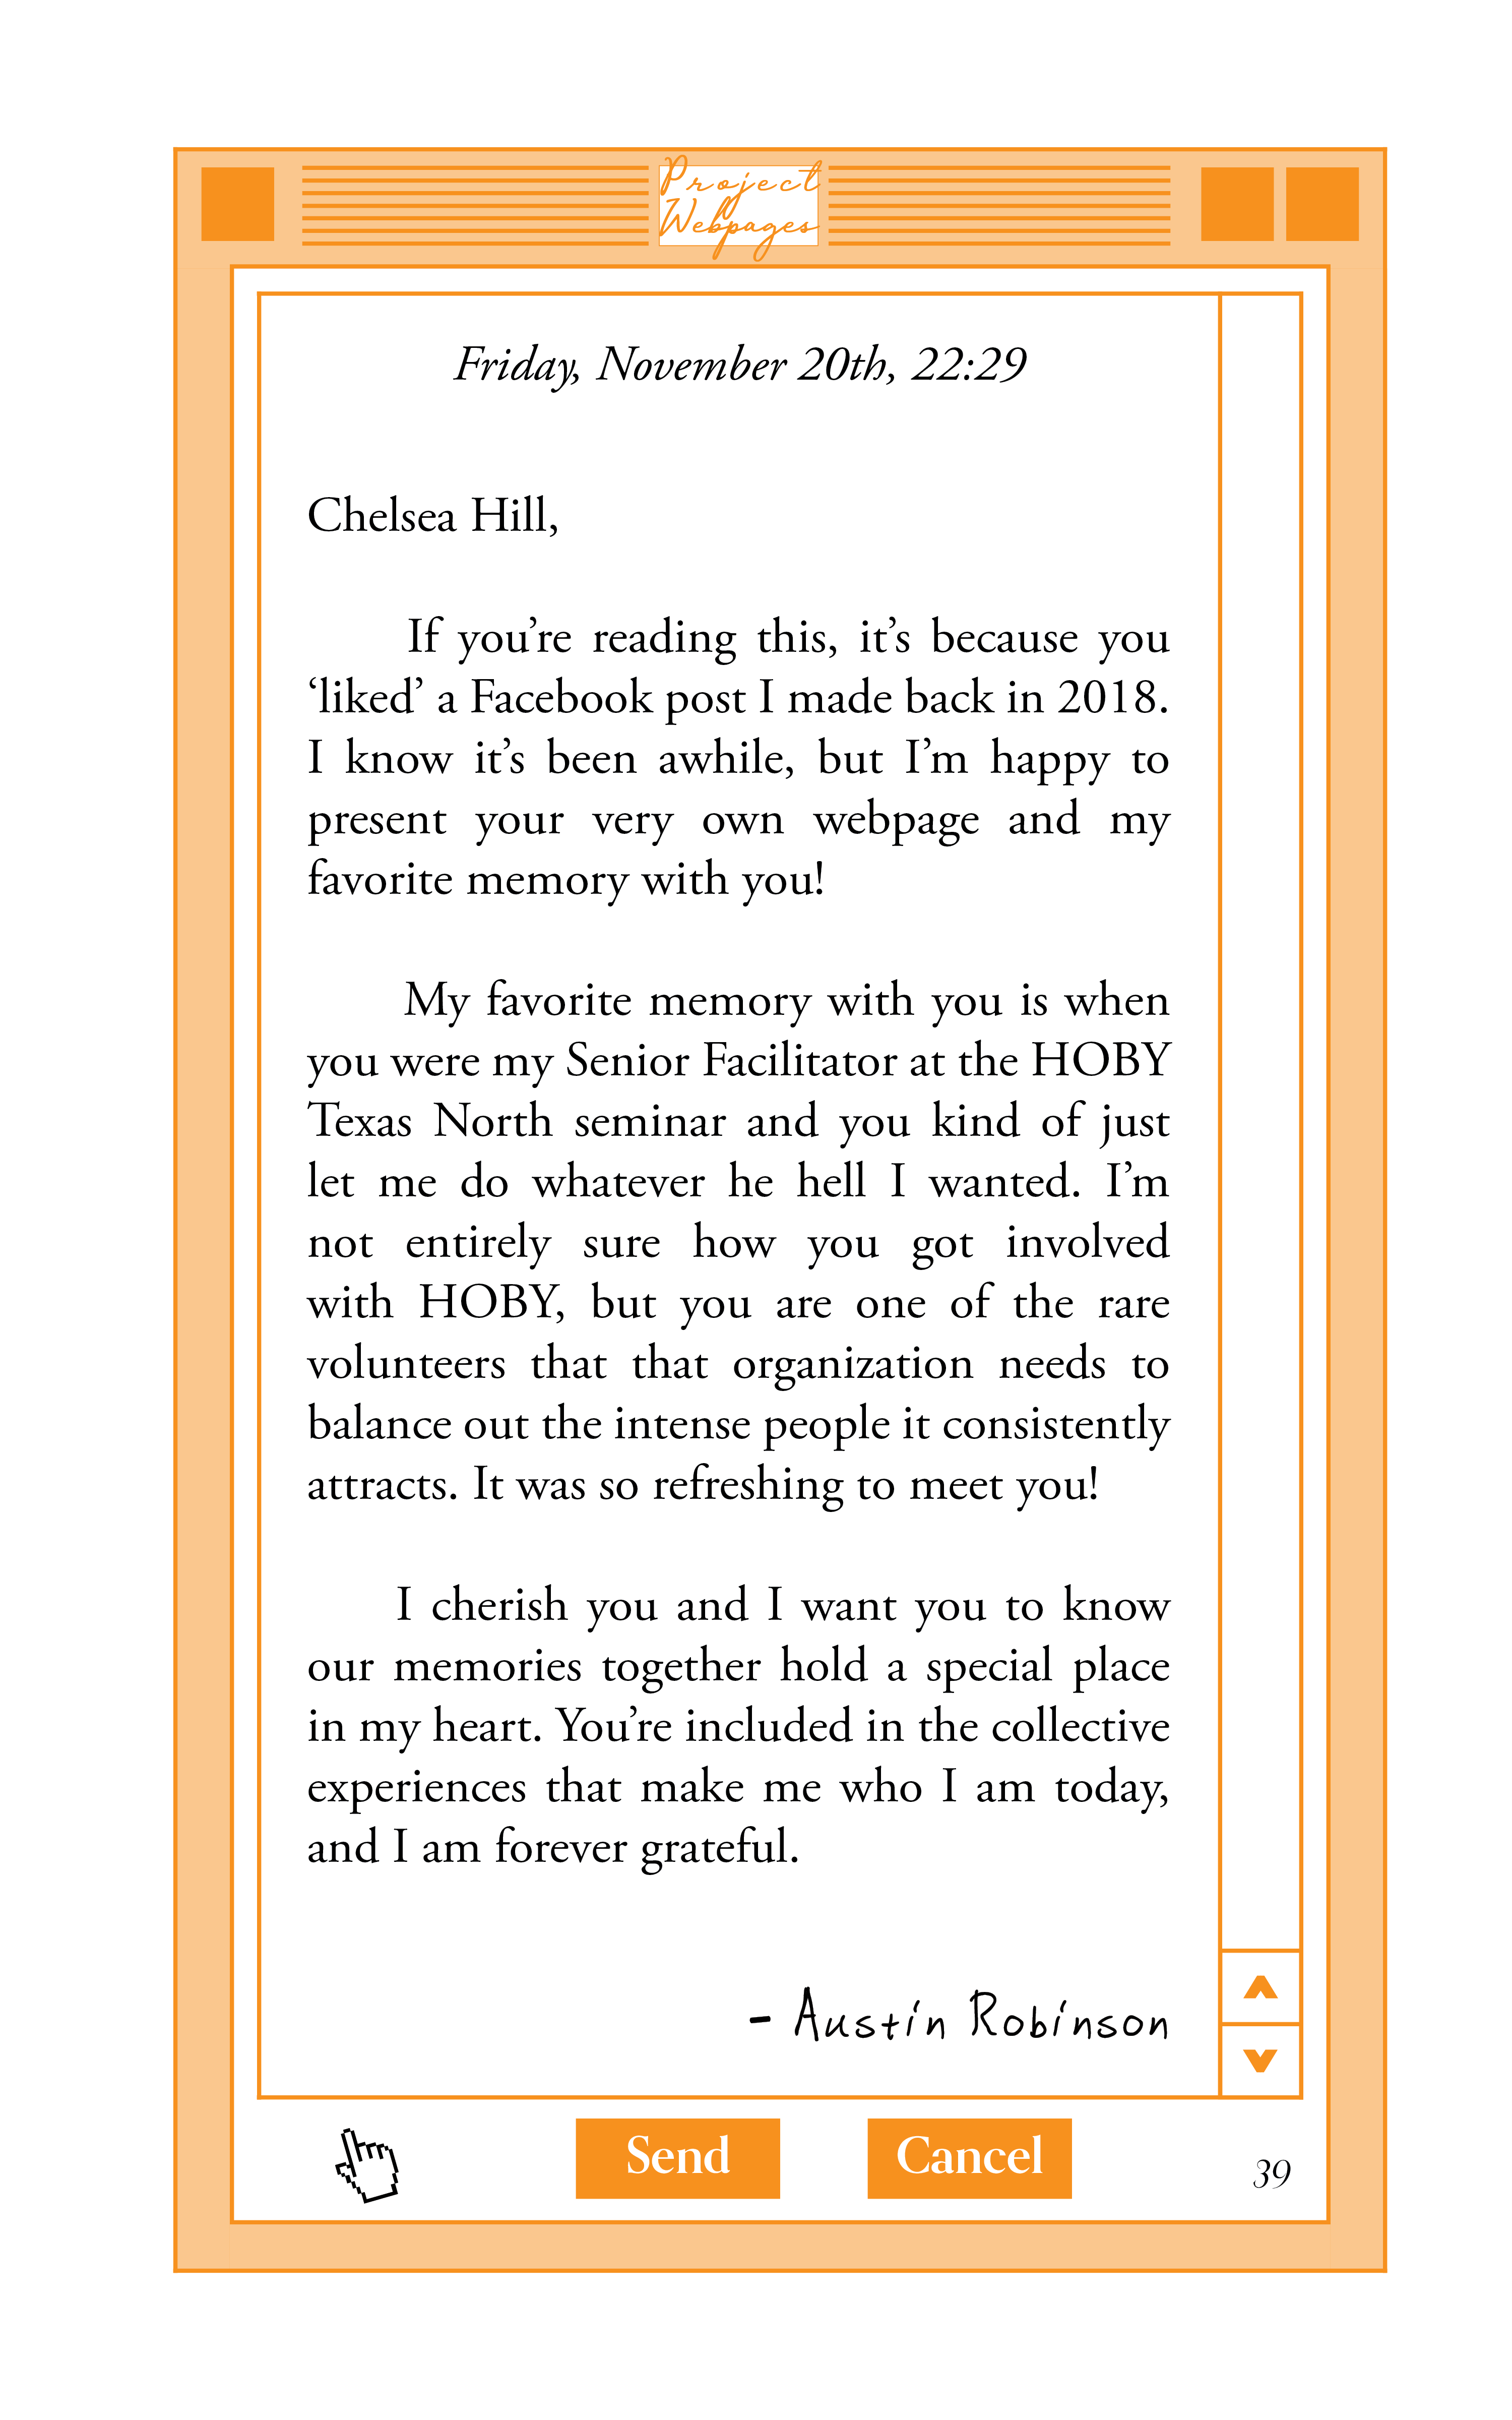 Project
Webpages
Friday, November 20th, 22:29
Chelsea Hill,
If you’re reading this, it’s because you
‘liked’ a Facebook post I made back in 2018.
I know it’s been awhile, but I’m happy to
present your very own webpage and my
favorite memory with you!
My favorite memory with you is when
you were my Senior Facilitator at the HOBY
Texas North seminar and you kind of just
let me do whatever he hell I wanted. I’m
not entirely sure how you got involved
with HOBY, but you are one of the rare
volunteers that that organization needs to
balance out the intense people it consistently
attracts. It was so refreshing to meet you!
I cherish you and I want you to know
our memories together hold a special place
in my heart. You’re included in the collective
experiences that make me who I am today,
and I am forever grateful.
- Austin Robinson
Send Cancel
39